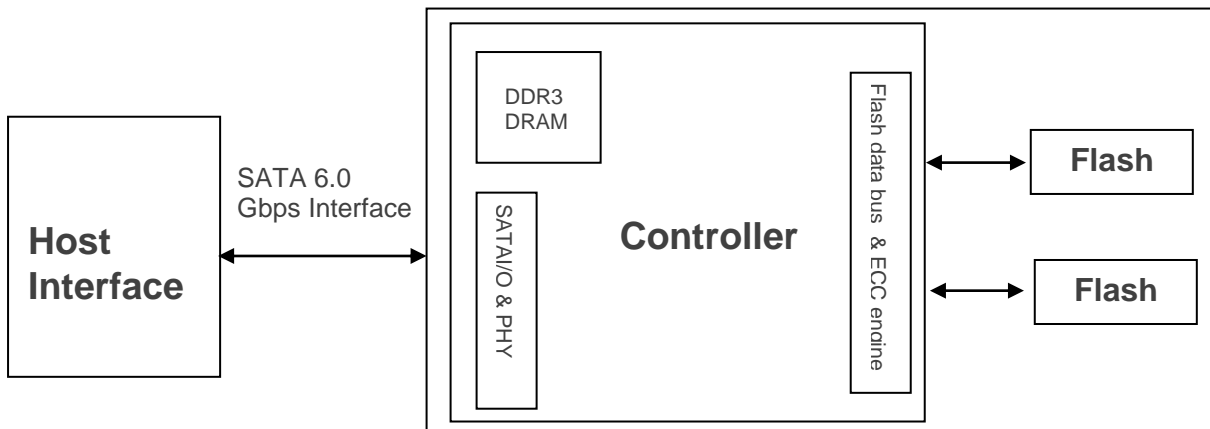 Host
Interface
SATA 6.0
Gbps Interface
DDR3
DRAM
SATAI/O & PHY
Controller
Flash data bus & ECC engine
Flash
Flash